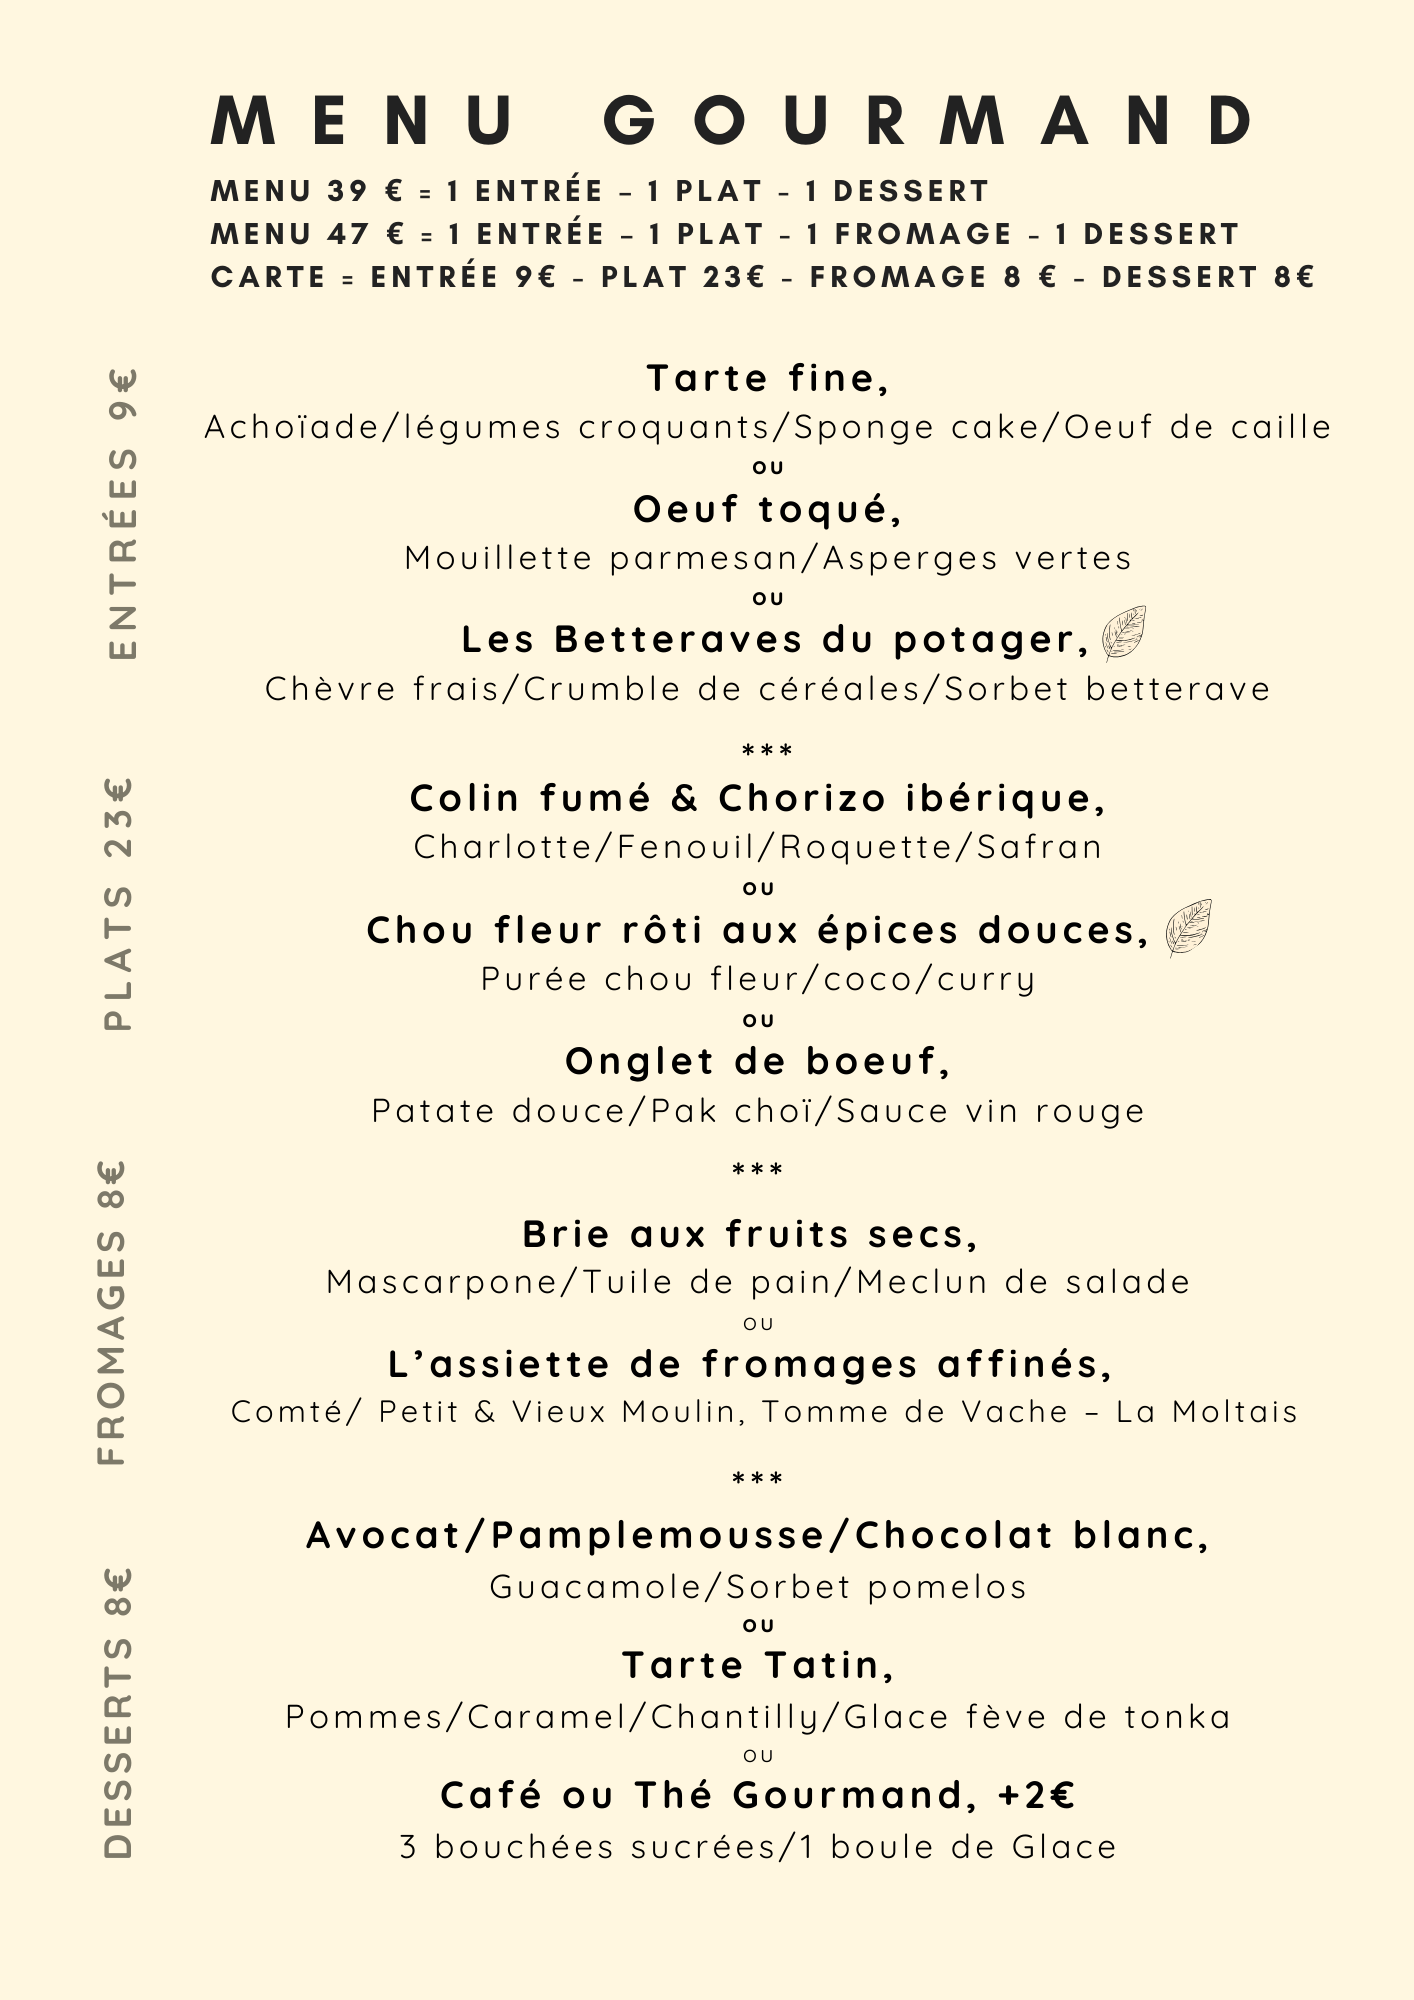 MENU GOURMAND
MENU 39 € = 1 ENTRÉE - 1 PLAT - 1 DESSERT
MENU 47 € = 1 ENTRÉE - 1 PLAT - 1 FROMAGE - 1 DESSERT
CARTE = ENTRÉE 9€ - PLAT 23€ - FROMAGE 8 € - DESSERT 8€
ENTRÉES 9€
Tarte fine,
Achoïade/légumes croquants/Sponge cake/Oeuf de caille
ou
Oeuf toqué,
Mouillette parmesan/Asperges vertes
ou
Les Betteraves du potager,
Chèvre frais/Crumble de céréales/Sorbet betterave
***
PLATS 23€
Colin fumé & Chorizo ibérique,
Charlotte/Fenouil/Roquette/Safran
ou
Chou fleur rôti aux épices douces,
Purée chou fleur/coco/curry
ou
Onglet de boeuf,
Patate douce/Pak choï/Sauce vin rouge
***
FROMAGES 8€
Brie aux fruits secs,
Mascarpone/Tuile de pain/Meclun de salade
ou
L’assiette de fromages affinés,
Comté/ Petit & Vieux Moulin, Tomme de Vache – La Moltais
***
DESSERTS 8€
Avocat/Pamplemousse/Chocolat blanc,
Guacamole/Sorbet pomelos
ou
Tarte Tatin,
Pommes/Caramel/Chantilly/Glace fève de tonka
ou
Café ou Thé Gourmand, +2€
3 bouchées sucrées/1 boule de Glace